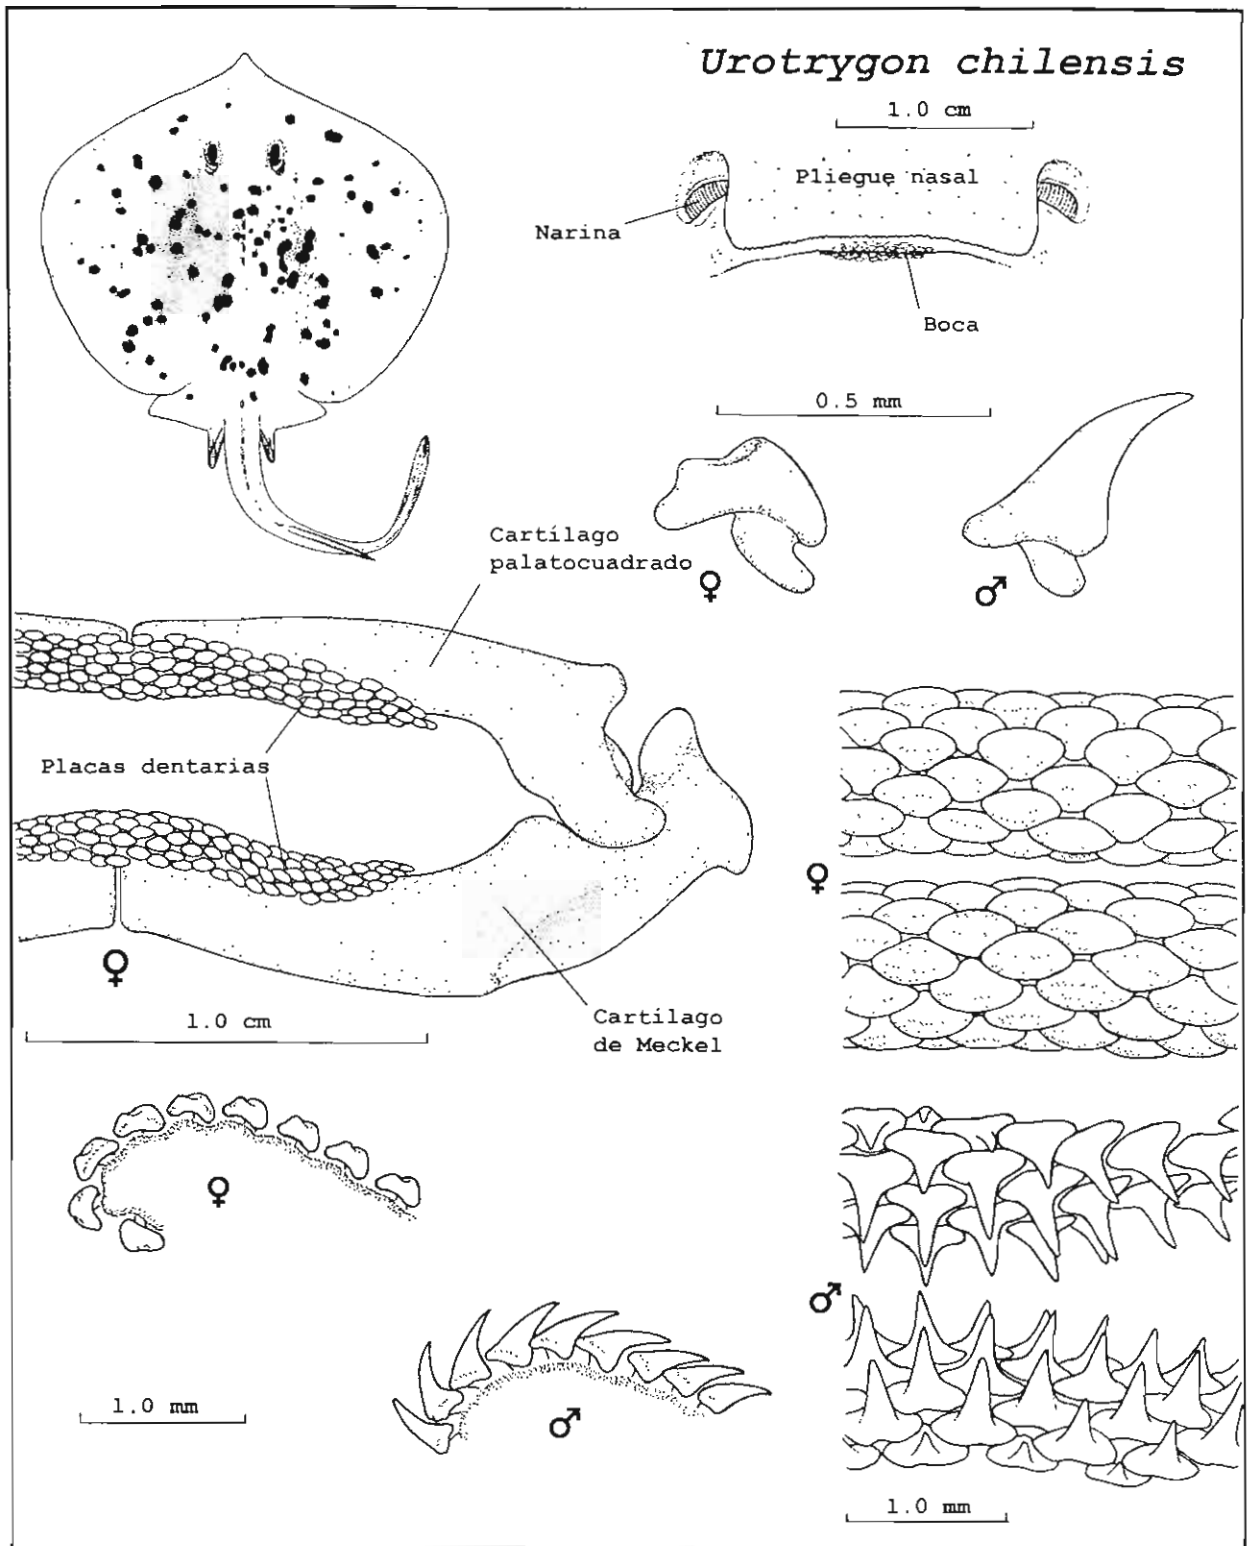 Urotrygon chilensis
1.0 cm
Pliegue nasal
Narina
Boca
0.5 mm
♀
♂
Cartílago
palatocuadrado
Placas dentarias
♀
♀
1.0 cm
Cartilago
de Meckel
♀
♂
1.0 mm
♂
1.0 mm